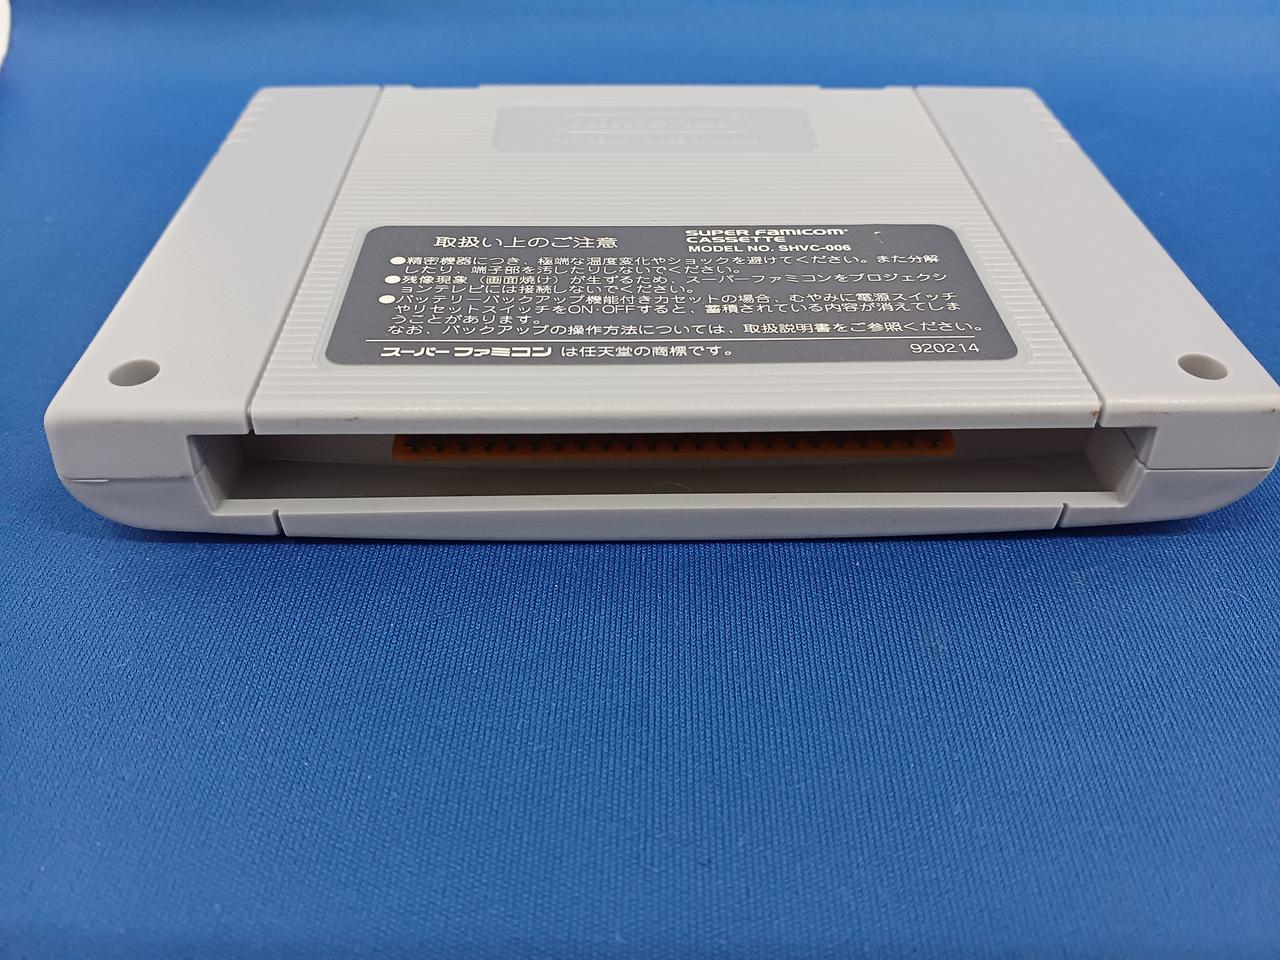 Nintendo
PAT. PEND. MADE IN JAPAN
取扱い上のご注意
SUPER Famicom
CASSETTE
MODEL NO. SHVC-006
●精密機器につき、極端な温度変化やショックを避けてください。また分解
したり、端子部を汚したりしないでください。
●残像現象（画面焼け）が生ずるため、スーパーファミコンをプロジェクシ
ョンテレビには接続しないでください。
●バッテリーバックアップ機能付きカセットの場合、むやみに電源スイッチ
やリセットスイッチをON・OFFすると、蓄積されている内容が消えてしま
うことがあります。
なお、バックアップの操作方法については、取扱説明書をご参照ください。
スーパーファミコン は任天堂の商標です。
920214